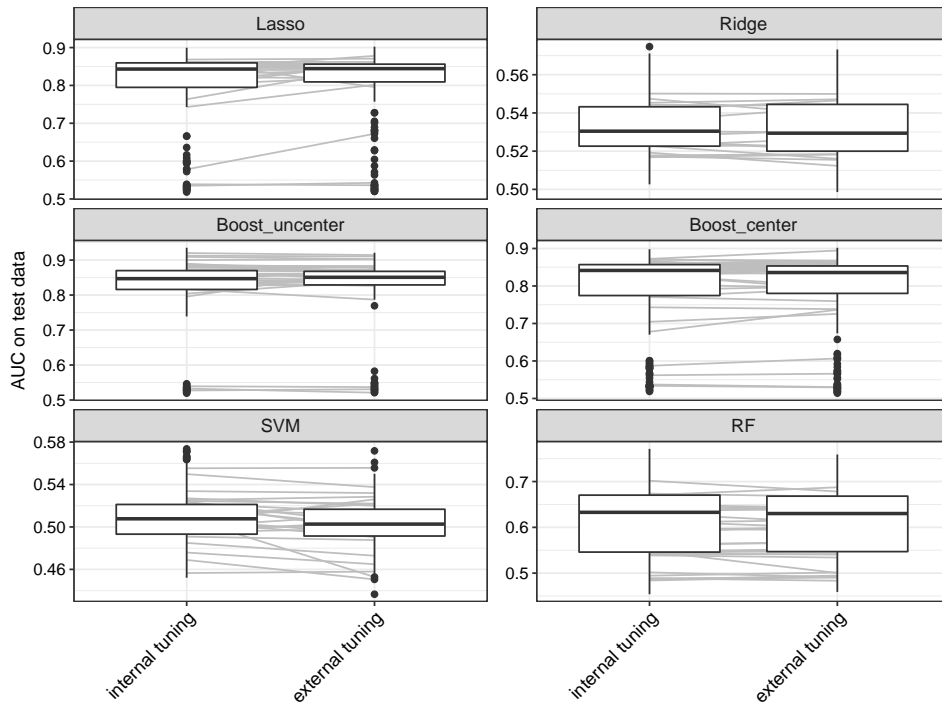 Lasso
Ridge
0.9
0.8
0.7
0.6
0.5
0.56
0.54
0.52
0.50
Boost_uncenter
Boost_center
0.9
0.8
0.7
0.6
0.5
0.9
0.8
0.7
0.6
0.5
SVM
RF
0.58
0.54
0.50
0.46
0.7
0.6
0.5
AUC on test data
internal tuning
external tuning
internal tuning
external tuning